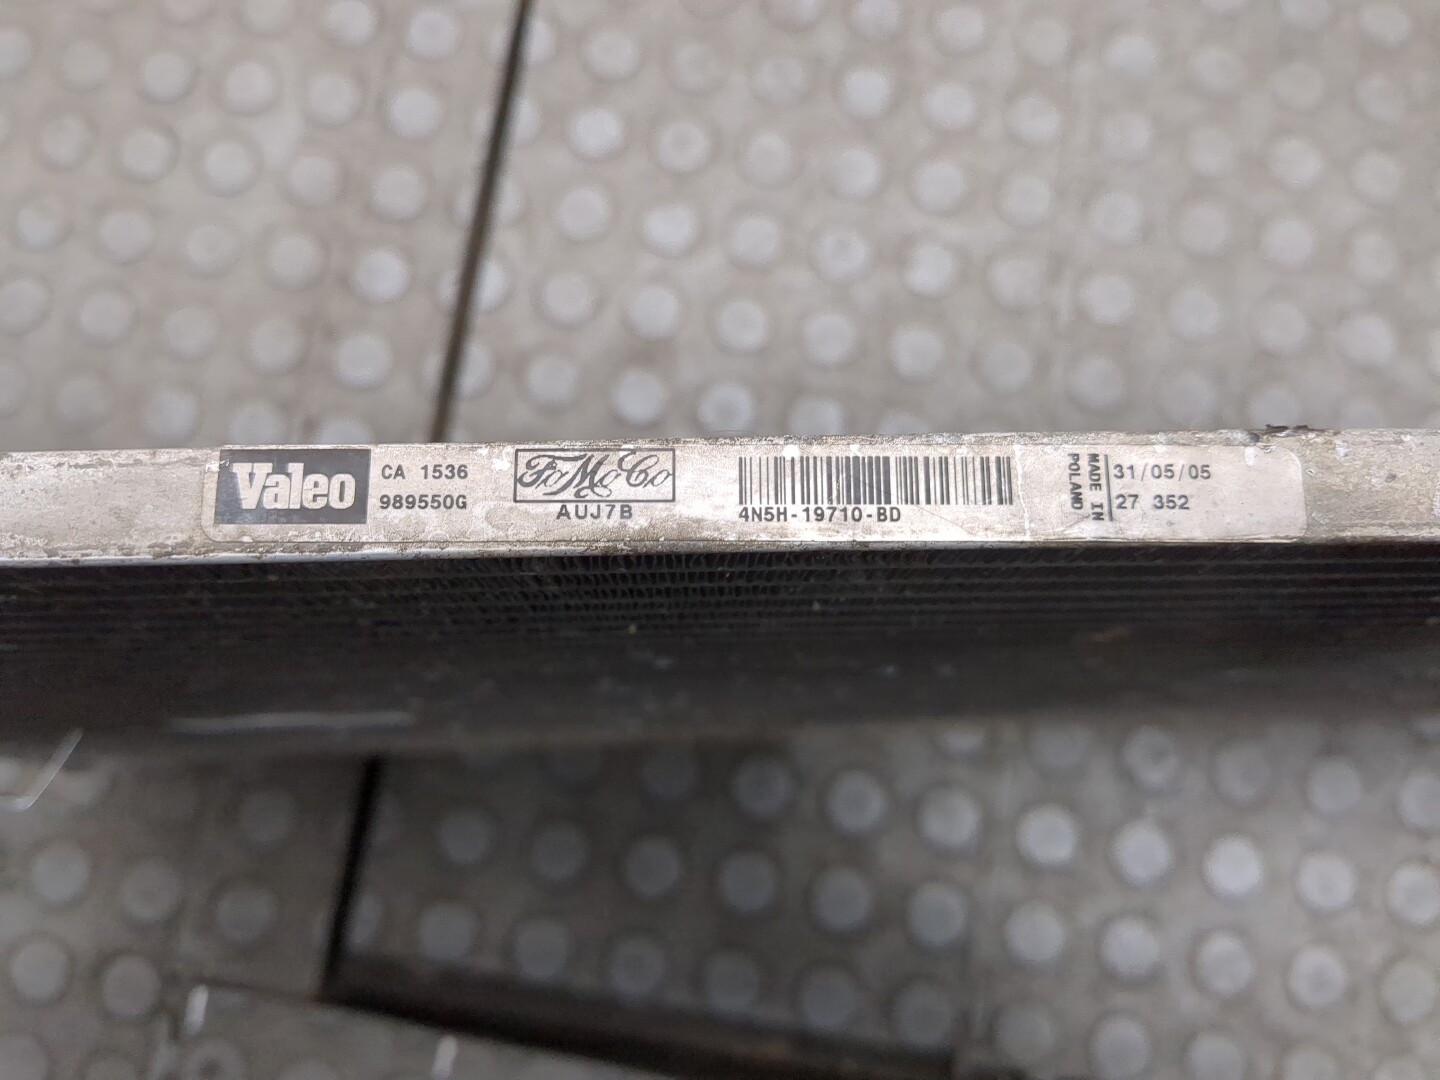 Valeo
CA 1536
989550G
FoMoCo
AUJ7B
4N5H-19710-BD
MADE IN
POLAND
31/05/05
27 352